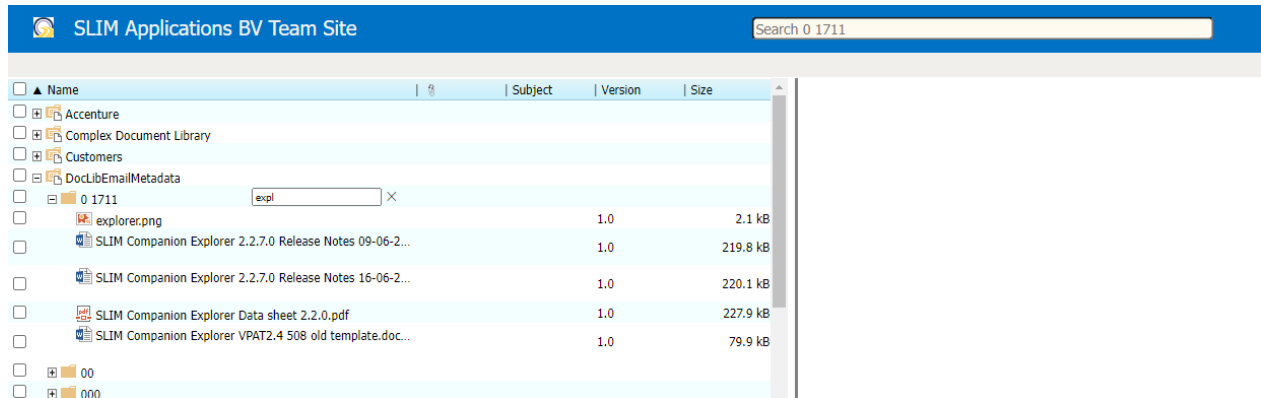 SLIM Applications BV Team Site
Search 0 1711
▲ Name | | Subject | Version | Size
Accenture
Complex Document Library
Customers
DocLibEmailMetadata
0 1711 expl
explorer.png 1.0 2.1 kB
SLIM Companion Explorer 2.2.7.0 Release Notes 09-06-2... 1.0 219.8 kB
SLIM Companion Explorer 2.2.7.0 Release Notes 16-06-2... 1.0 220.1 kB
SLIM Companion Explorer Data sheet 2.2.0.pdf 1.0 227.9 kB
SLIM Companion Explorer VPAT2.4 508 old template.doc... 1.0 79.9 kB
00
000